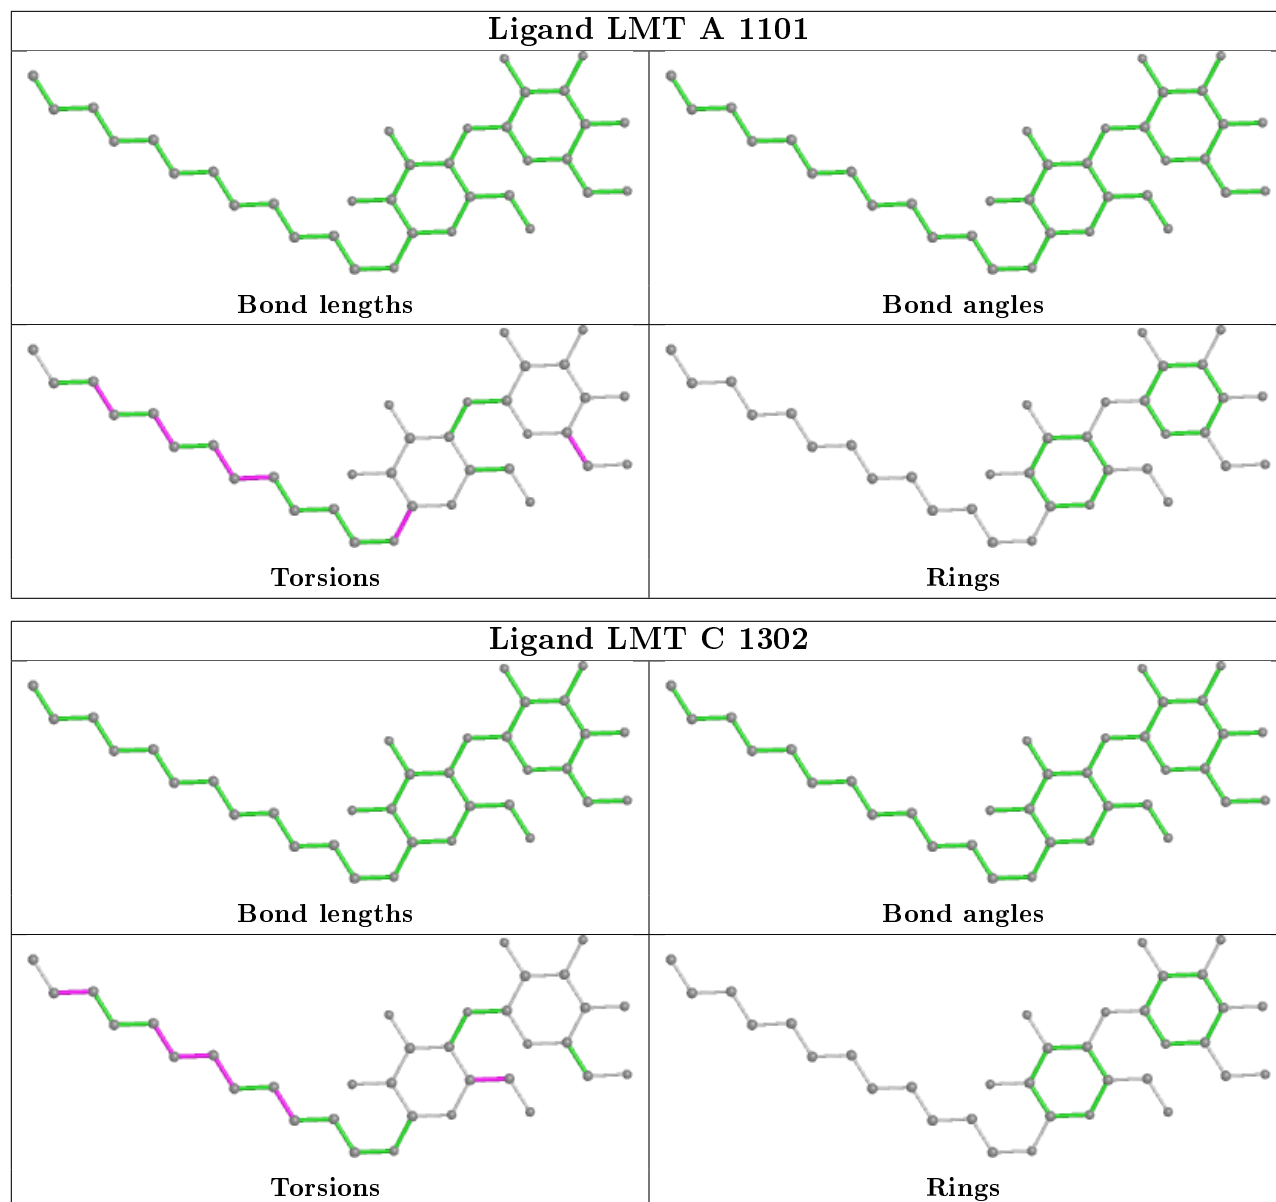 Ligand LMT A 1101
Bond lengths
Bond angles
Torsions
Rings
Ligand LMT C 1302
Bond lengths
Bond angles
Torsions
Rings